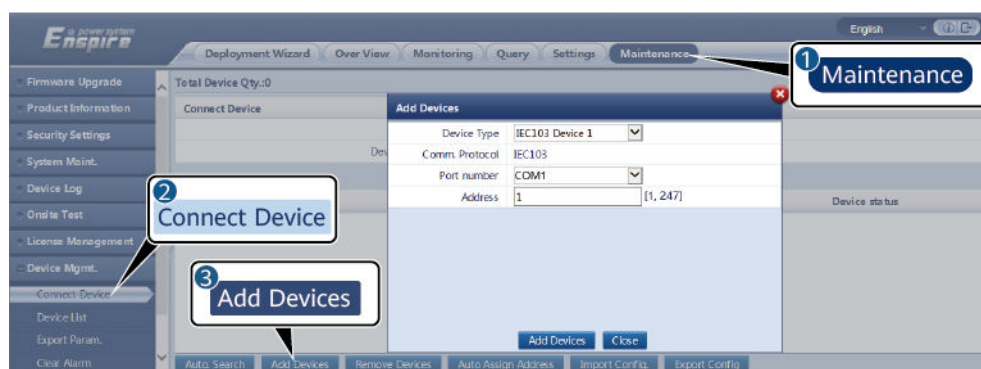 Enspire
English
Deployment Wizard Over View Monitoring Query Settings Maintenance
1 Maintenance
Firmware Upgrade
Product Information
Security Settings
System Maint.
Device Log
Onsite Test
License Management
Device Mgmt.
Connect Device
Device List
Export Param.
Clear Alarm
Total Device Qty.:0
Connect Device
Dev
Device status
Add Devices
Device Type IEC103 Device 1
Comm. Protocol IEC103
Port number COM1
Address 1 [1, 247]
Add Devices Close
2 Connect Device
3 Add Devices
Auto. Search Add Devices Remove Devices Auto Assign Address Import Config. Export Config